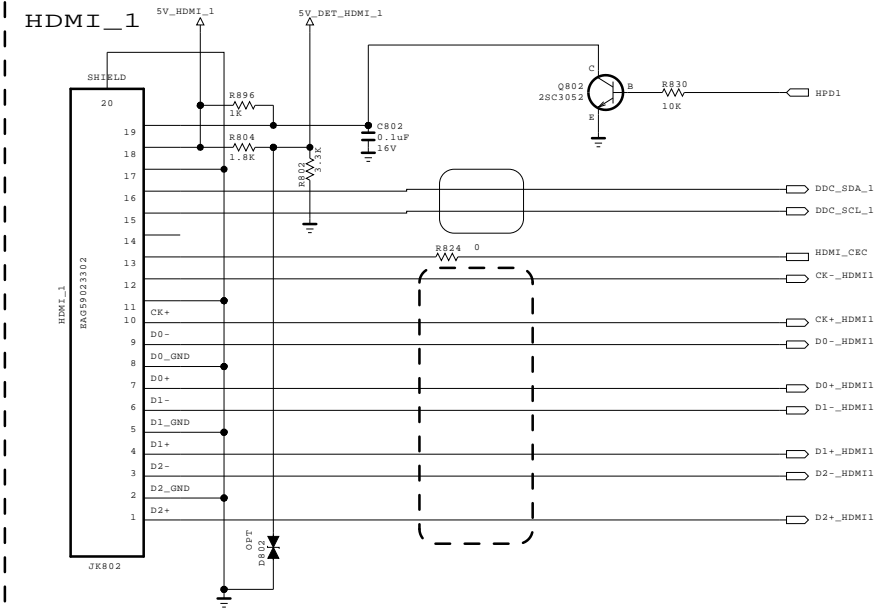 HDMI_1
5V_HDMI_1
5V_DET_HDMI_1
SHIELD
20
R896
1K
C
Q802
2SC3052
B
E
R830
10K
HPD1
19
C802
0.1uF
16V
R804
1.8K
18
R802
3.3K
17
16
DDC_SDA_1
15
DDC_SCL_1
14
R824
0
13
HDMI_CEC
12
CK-_HDMI1
HDMI_1
EAG59023302
11
CK+
10
CK+_HDMI1
D0-
9
D0-_HDMI1
D0_GND
8
D0+
7
D0+_HDMI1
D1-
6
D1-_HDMI1
D1_GND
5
D1+
4
D1+_HDMI1
D2-
3
D2-_HDMI1
D2_GND
2
D2+
1
D2+_HDMI1
OPT
D802
JK802